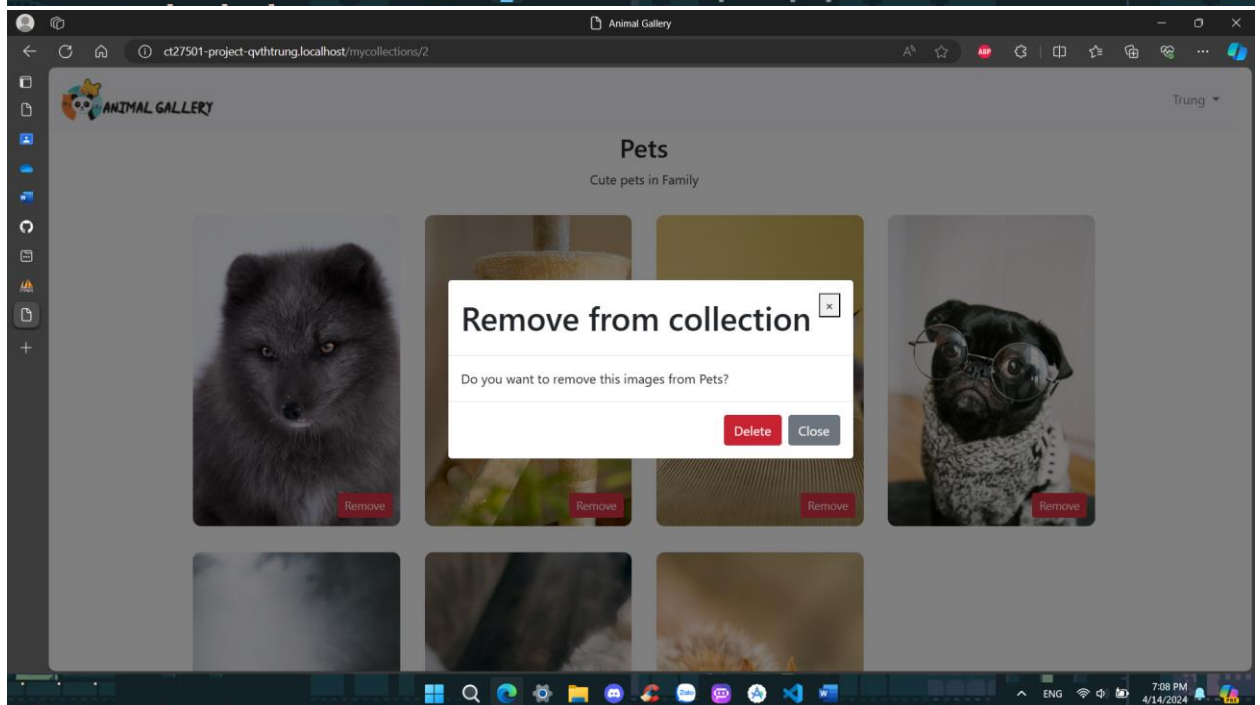 Animal Gallery
ct27501-project-qvthtrung.localhost/mycollections/2
ABP
ANIMAL GALLERY
Trung
Pets
Cute pets in Family
Remove from collection
×
Do you want to remove this images from Pets?
Delete Close
Remove Remove Remove Remove
Zalo
ENG
7:08 PM
4/14/2024